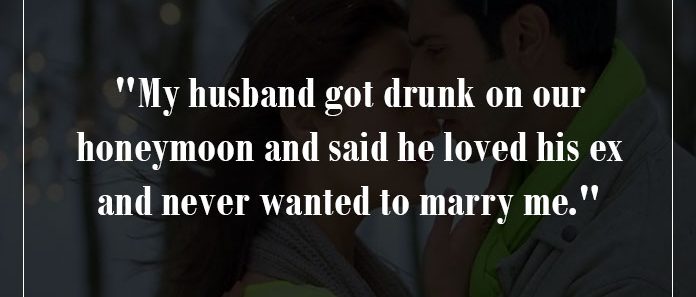 "My husband got drunk on our
honeymoon and said he loved his ex
and never wanted to marry me."